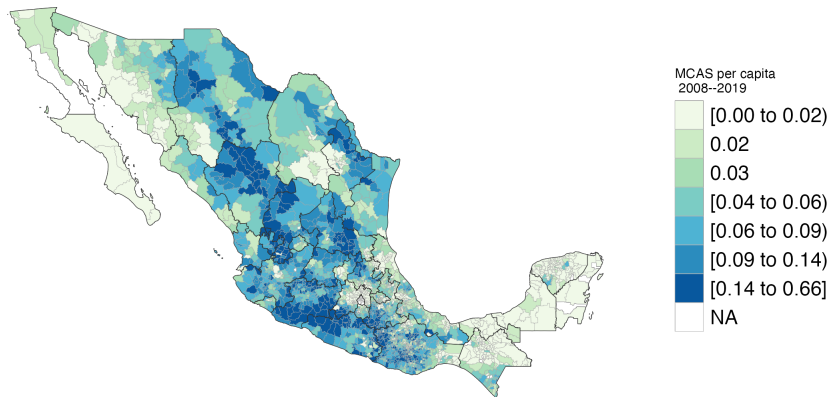 MCAS per capita
2008--2019
[0.00 to 0.02)
0.02
0.03
[0.04 to 0.06)
[0.06 to 0.09)
[0.09 to 0.14)
[0.14 to 0.66]
NA